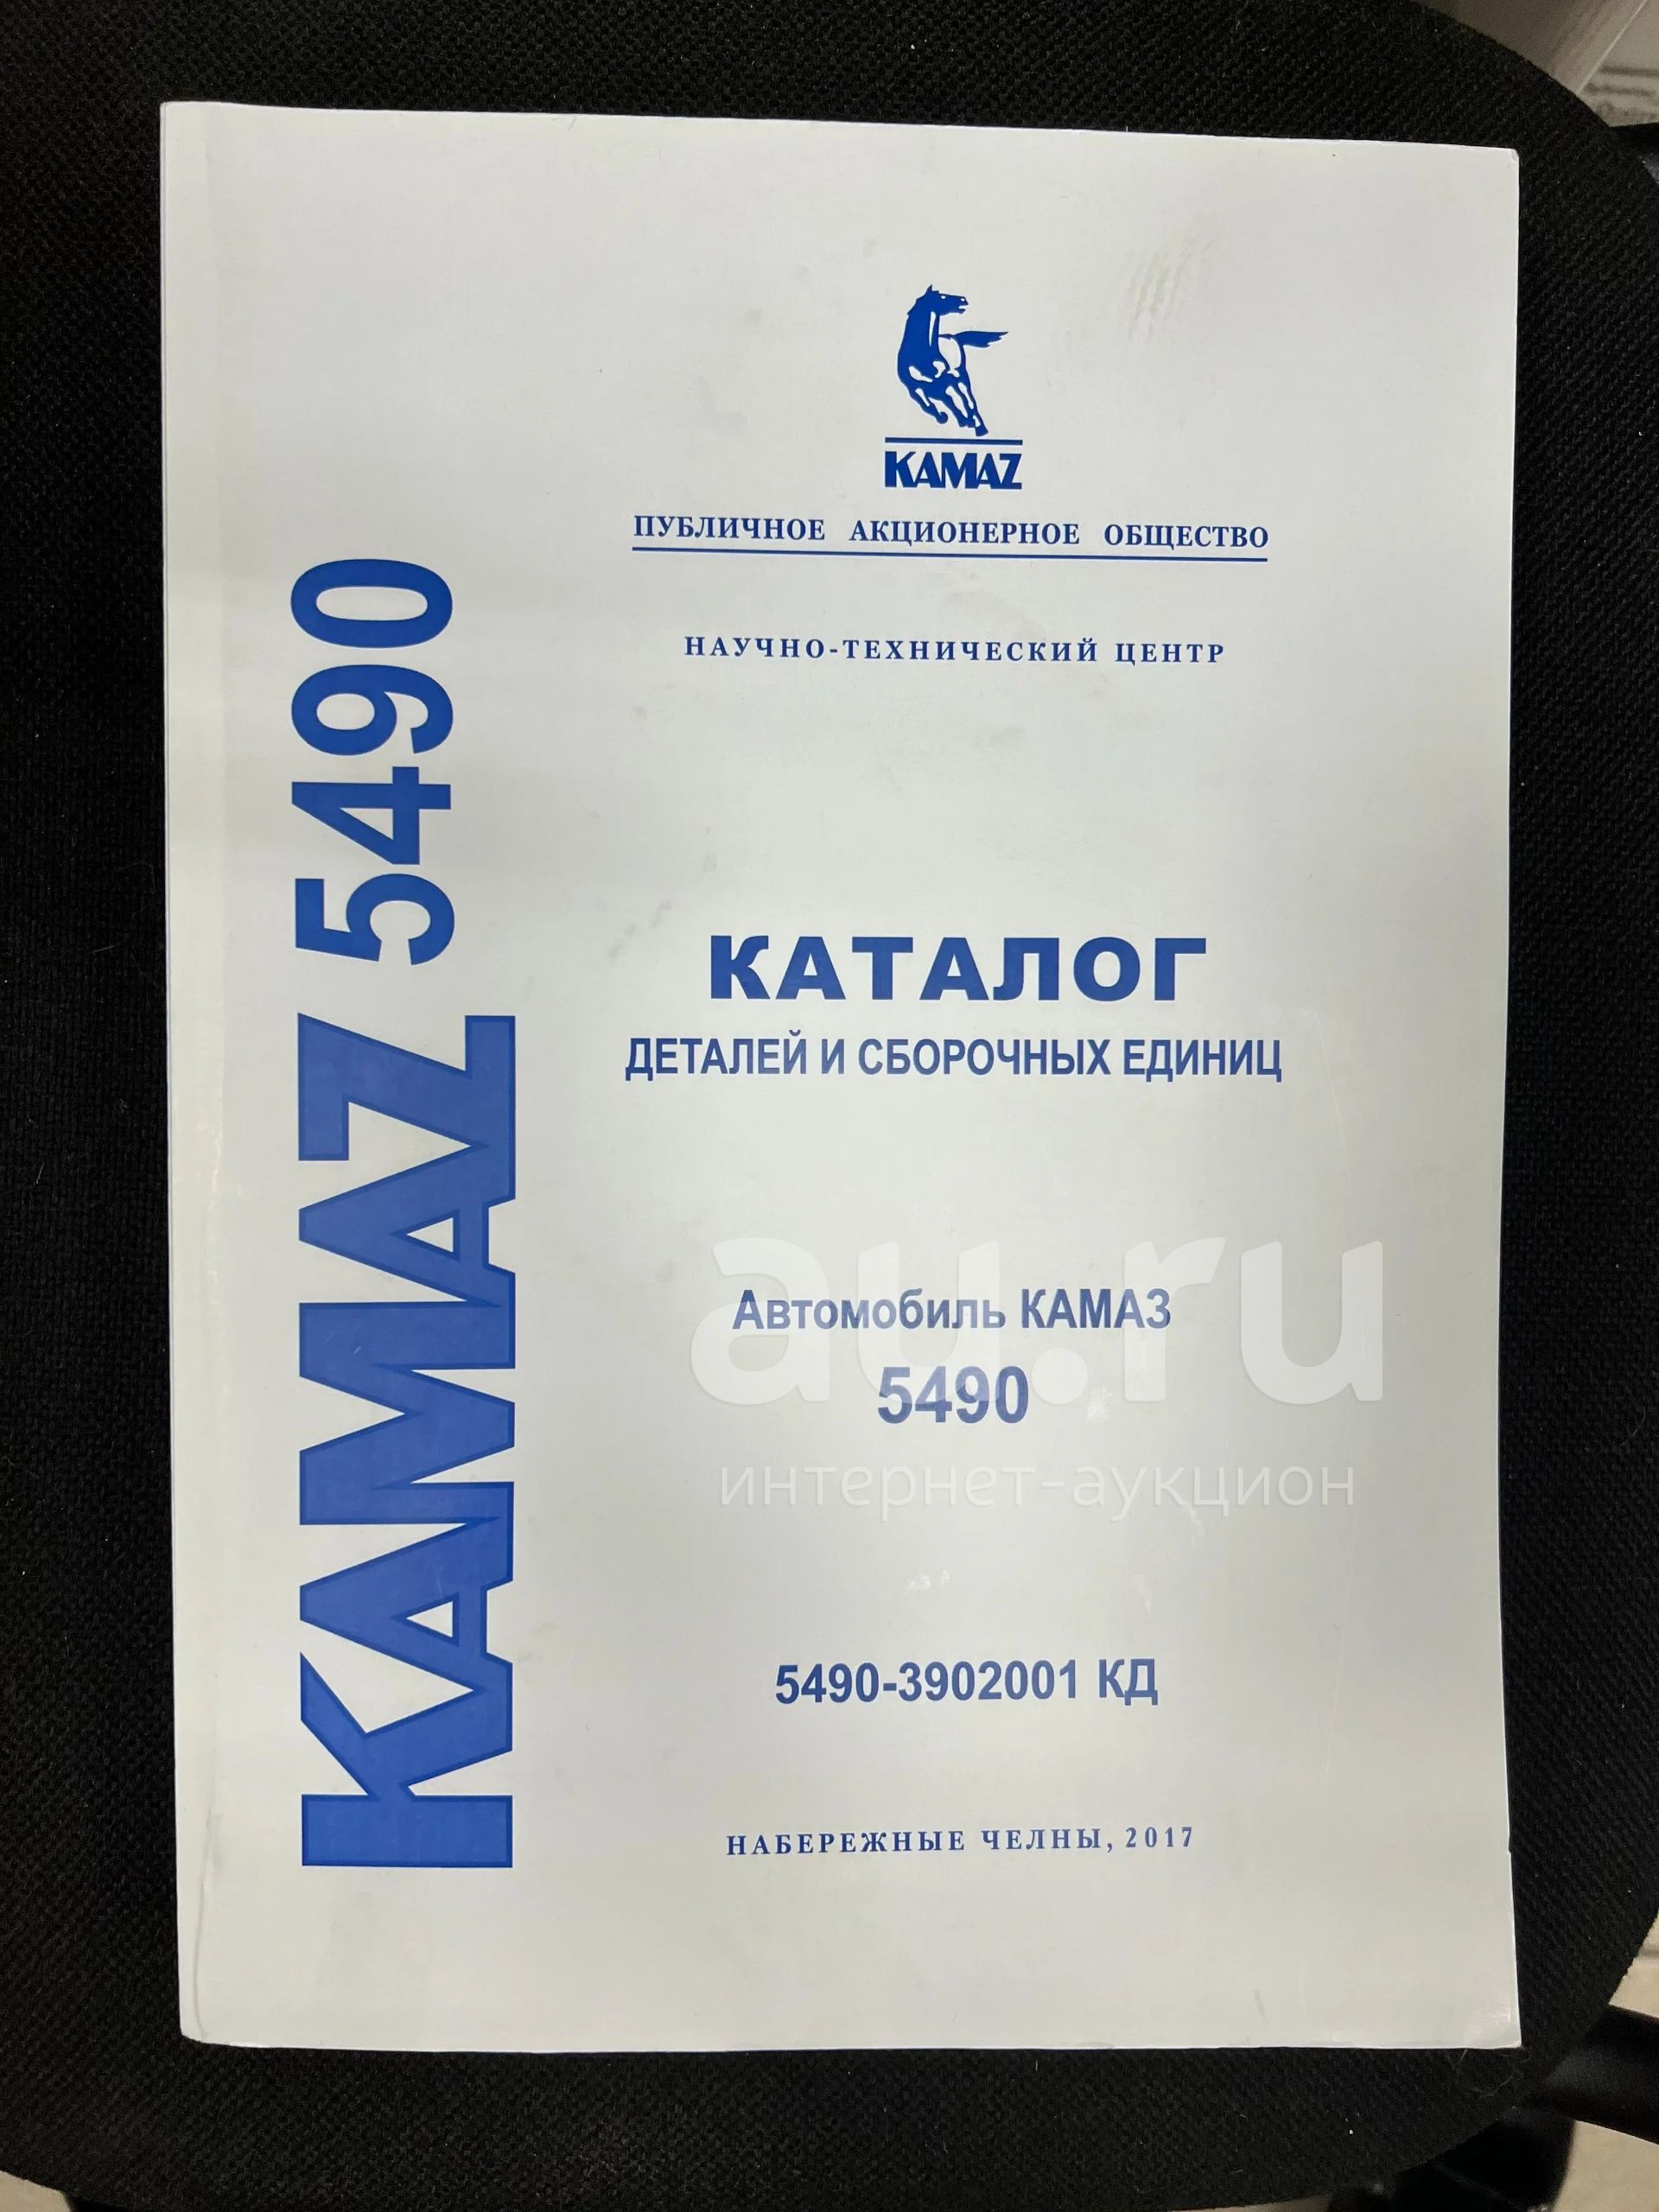 KAMAZ
ПУБЛИЧНОЕ АКЦИОНЕРНОЕ ОБЩЕСТВО
НАУЧНО-ТЕХНИЧЕСКИЙ ЦЕНТР
KAMAZ 5490
КАТАЛОГ
ДЕТАЛЕЙ И СБОРОЧНЫХ ЕДИНИЦ
Автомобиль КАМАЗ
5490
au.ru
интернет-аукцион
5490-3902001 КД
НАБЕРЕЖНЫЕ ЧЕЛНЫ, 2017